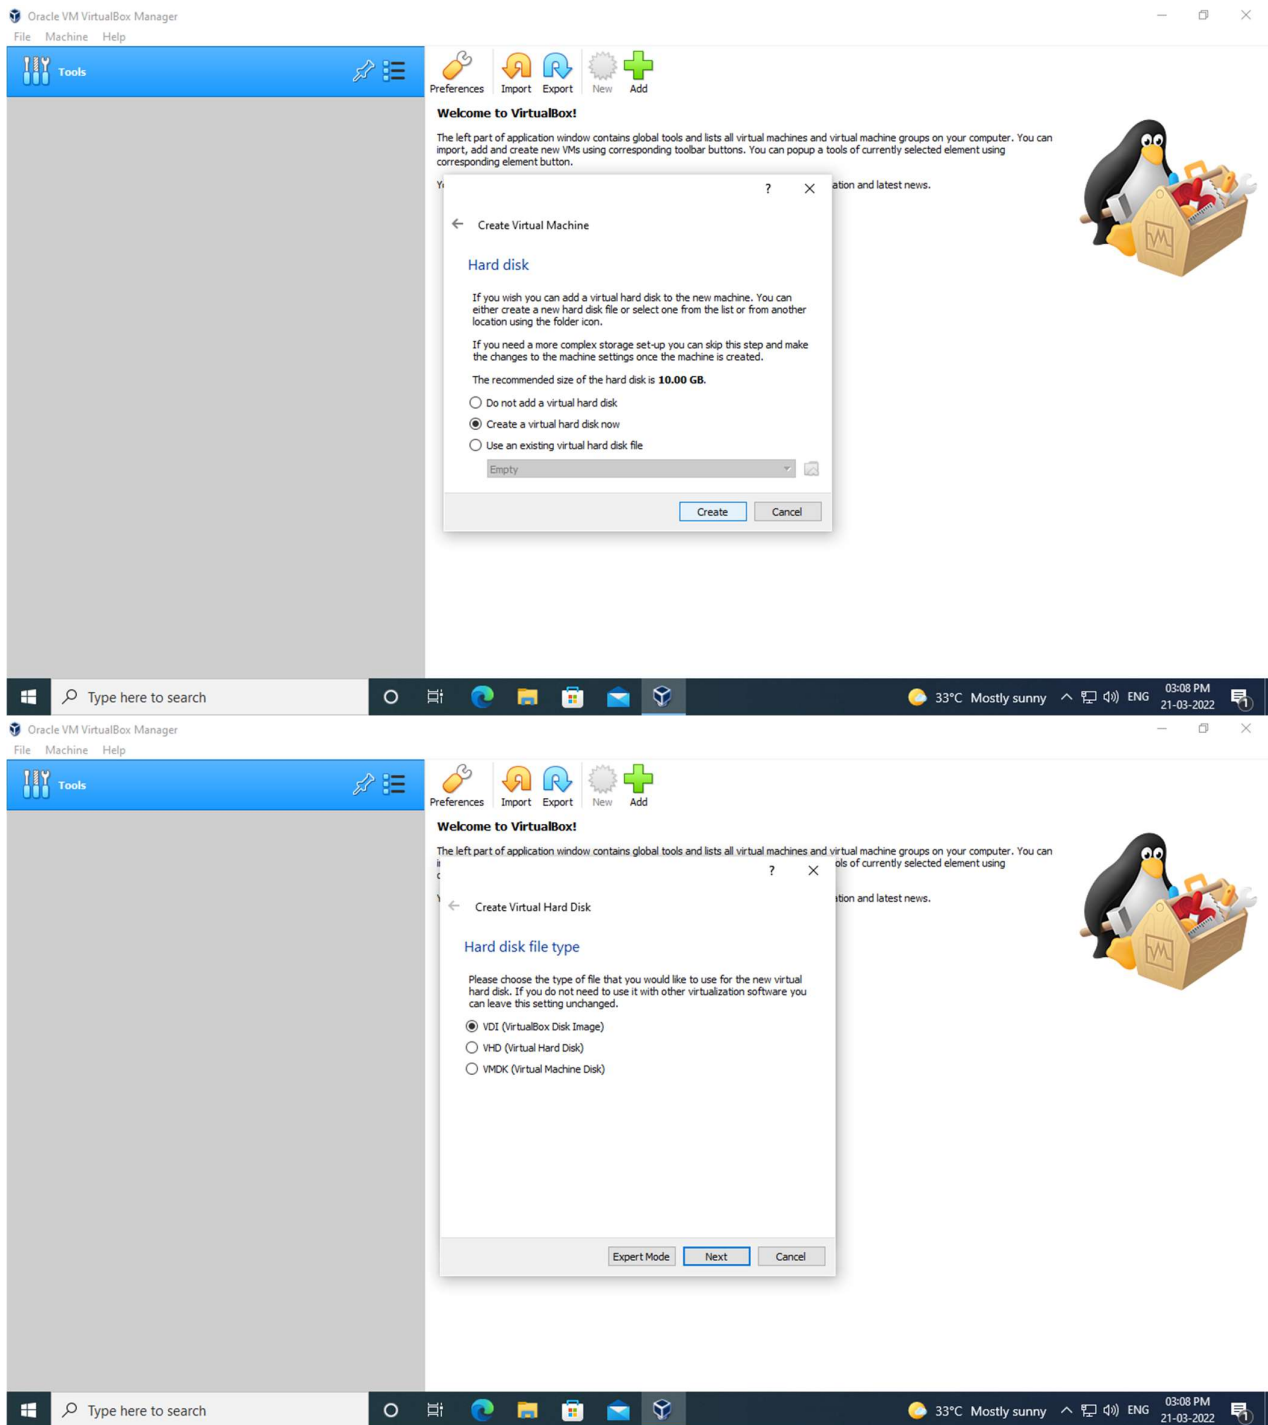 Oracle VM VirtualBox Manager
File Machine Help
Tools
Preferences Import Export New Add
Welcome to VirtualBox!
The left part of application window contains global tools and lists all virtual machines and virtual machine groups on your computer. You can
import, add and create new VMs using corresponding toolbar buttons. You can popup a tools of currently selected element using
corresponding element button.
ation and latest news.
?
Create Virtual Machine
Hard disk
If you wish you can add a virtual hard disk to the new machine. You can
either create a new hard disk file or select one from the list or from another
location using the folder icon.
If you need a more complex storage set-up you can skip this step and make
the changes to the machine settings once the machine is created.
The recommended size of the hard disk is 10.00 GB.
Do not add a virtual hard disk
Create a virtual hard disk now
Use an existing virtual hard disk file
Empty
Create Cancel
Type here to search
33°C Mostly sunny ENG 03:08 PM
21-03-2022 1
Oracle VM VirtualBox Manager
File Machine Help
Tools
Preferences Import Export New Add
Welcome to VirtualBox!
The left part of application window contains global tools and lists all virtual machines and virtual machine groups on your computer. You can
ols of currently selected element using
ation and latest news.
?
Create Virtual Hard Disk
Hard disk file type
Please choose the type of file that you would like to use for the new virtual
hard disk. If you do not need to use it with other virtualization software you
can leave this setting unchanged.
VDI (VirtualBox Disk Image)
VHD (Virtual Hard Disk)
VMDK (Virtual Machine Disk)
Expert Mode Next Cancel
Type here to search
33°C Mostly sunny ENG 03:08 PM
21-03-2022 1